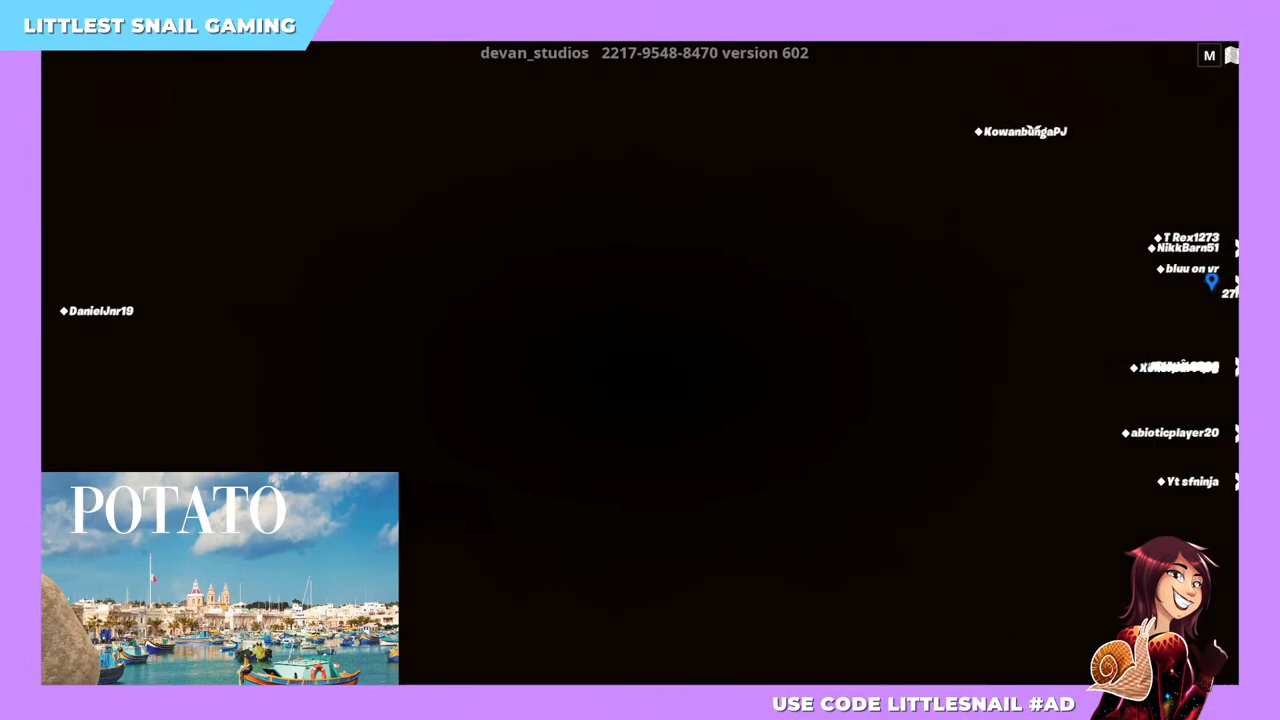 LITTLEST SNAIL GAMING
devan_studios 2217-9548-8470 version 602
M
KowanbungaPJ
T Rex1273
NikkBarn51
bluu on vr
DanielJnr19
abioticplayer20
Yt sfninja
POTATO
USE CODE LITTLESNAIL #AD